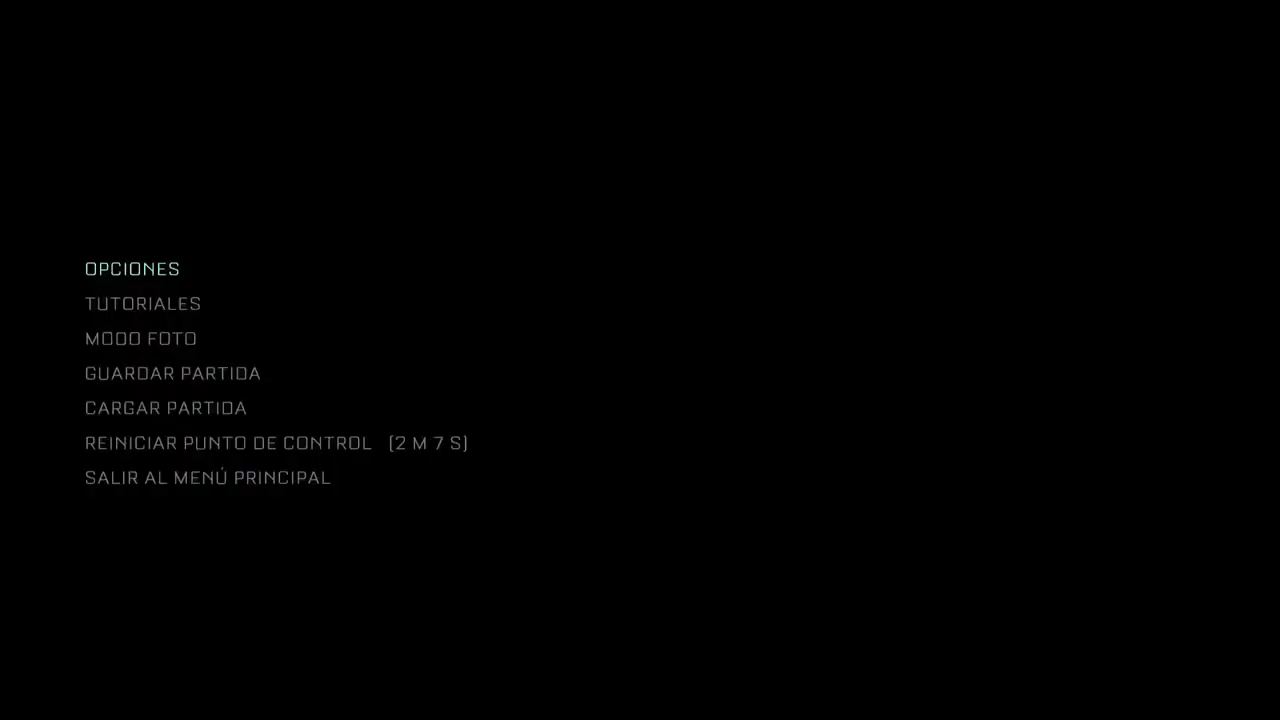 OPCIONES
TUTORIALES
MODO FOTO
GUARDAR PARTIDA
CARGAR PARTIDA
REINICIAR PUNTO DE CONTROL (2 M 7 S)
SALIR AL MENÚ PRINCIPAL